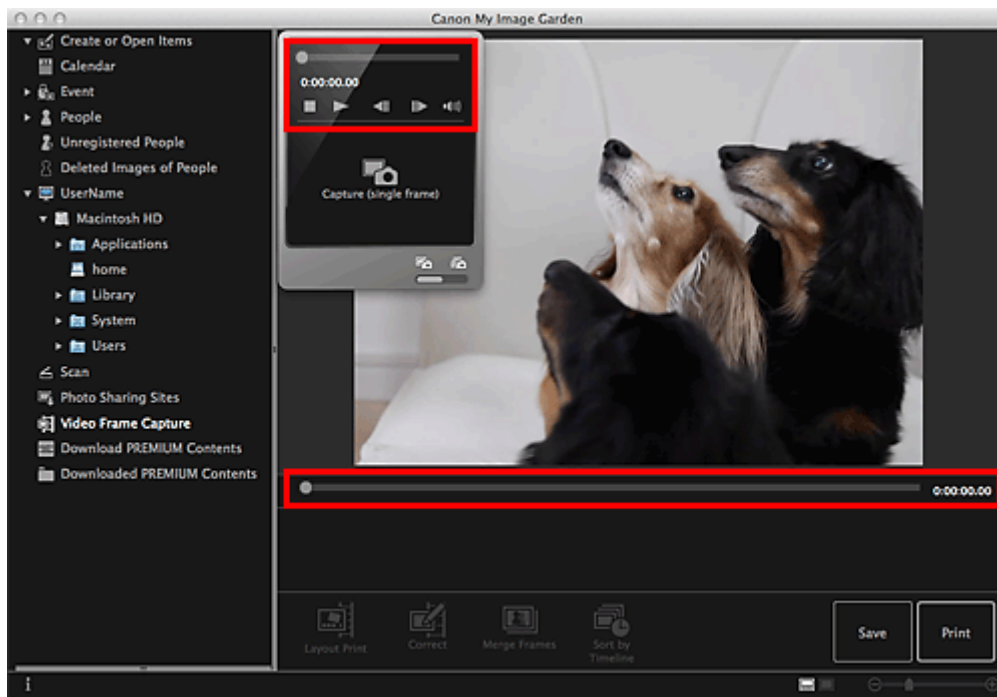 Canon My Image Garden
Create or Open Items
Calendar
Event
People
Unregistered People
Deleted Images of People
UserName
Macintosh HD
Applications
home
Library
System
Users
Scan
Photo Sharing Sites
Video Frame Capture
Download PREMIUM Contents
Downloaded PREMIUM Contents
0:00:00.00
Capture (single frame)
0:00:00.00
Layout Print
Correct
Merge Frames
Sort by
Timeline
Save
Print